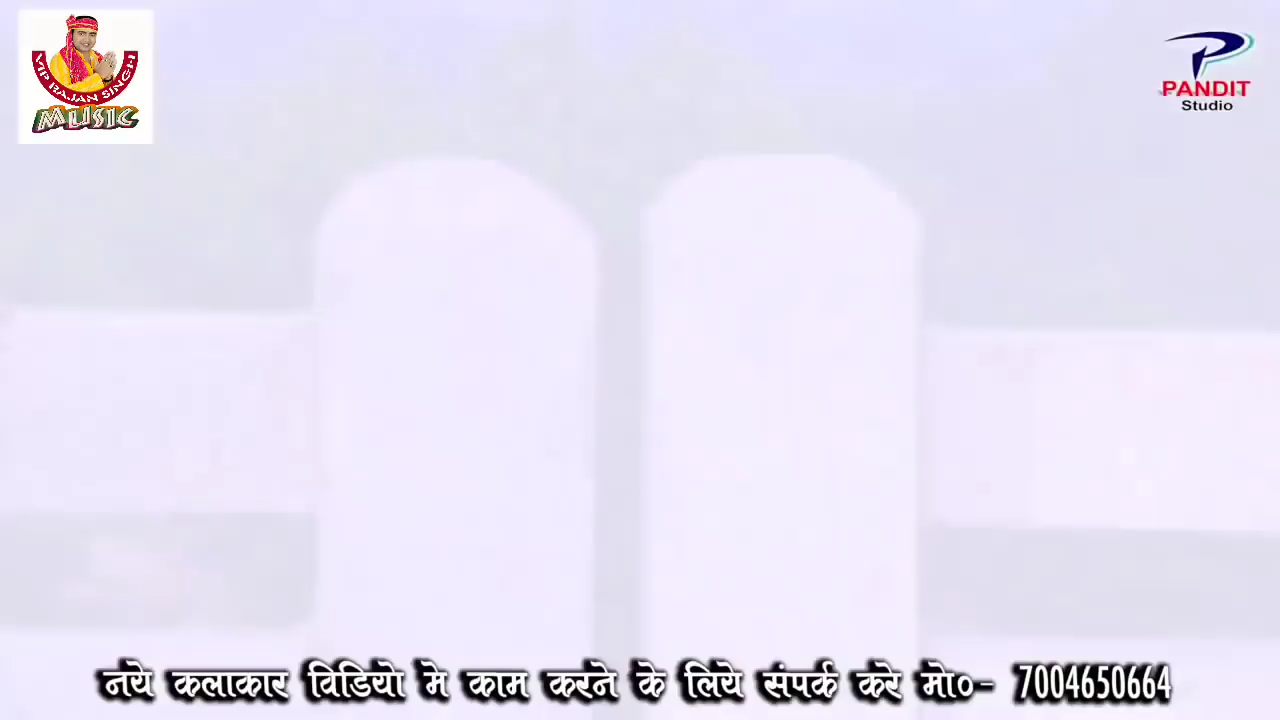 VIP RAJAN SINGH
MUSIC
PANDIT
Studio
नये कलाकार विडियो मे काम करने के लिये संपर्क करे मो०- 7004650664